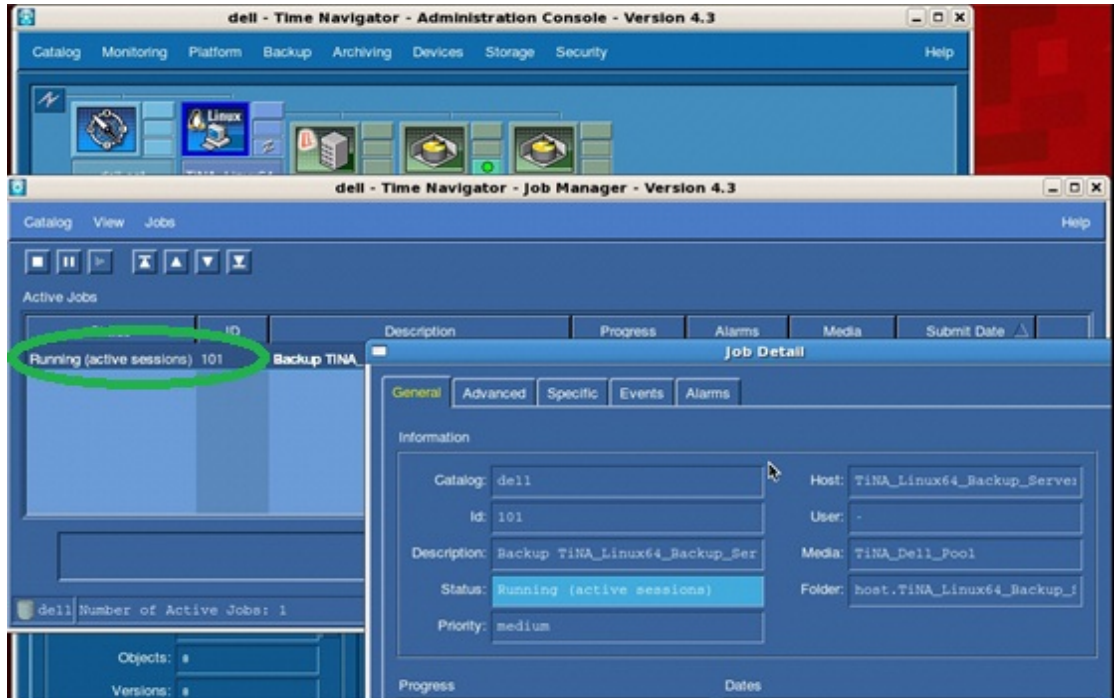 dell - Time Navigator - Administration Console - Version 4.3
Catalog Monitoring Platform Backup Archiving Devices Storage Security Help
Linux
dell - Time Navigator - Job Manager - Version 4.3
Catalog View Jobs Help
Active Jobs
ID Description Progress Alarms Media Submit Date
Running (active sessions) 101 Backup TINA_
Job Detail
General Advanced Specific Events Alarms
Information
Catalog: dell Host: TiNA_Linux64_Backup_Server
Id: 101 User: -
Description: Backup TiNA_Linux64_Backup_Ser Media: TiNA_Dell_Pool
Status: Running (active sessions) Folder: host.TiNA_Linux64_Backup_
Priority: medium
dell Number of Active Jobs: 1
Objects:
Versions:
Progress Dates